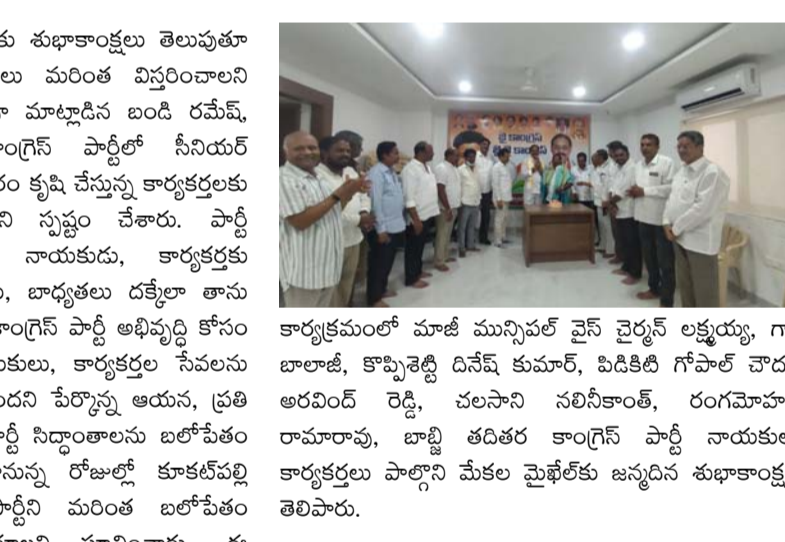 కు శుభాకాంక్షలు తెలుపుతూ
లు మరింత విస్తరించాలని
మాట్లాడిన బండి రమేష్,
కాంగ్రెస్ పార్టీలో సీనియర్
రం కృషి చేస్తున్న కార్యకర్తలకు
ని స్పష్టం చేశారు. పార్టీ
నాయకుడు, కార్యకర్తకు
బాధ్యతలు దక్కేలా తాను
కాంగ్రెస్ పార్టీ అభివృద్ధి కోసం
కులు, కార్యకర్తల సేవలను
దని పేర్కొన్న ఆయన, ప్రతి
ర్టీ సిద్ధాంతాలను బలోపేతం
నున్న రోజుల్లో కూకట్‌పల్లి
పార్టీని మరింత బలోపేతం
జై కాంగ్రెస్
జై జై కాంగ్రెస్
కార్యక్రమంలో మాజీ మున్సిపల్ వైస్ చైర్మన్ లక్ష్మయ్య, గా
బాలాజీ, కొప్పిశెట్టి దినేష్ కుమార్, పిడికిటి గోపాల్ చౌద
అరవింద్ రెడ్డి, చలసాని నలినీకాంత్, రంగమోహ
రామారావు, బాబ్జి తదితర కాంగ్రెస్ పార్టీ నాయకుల
కార్యకర్తలు పాల్గొని మేకల మైఖేల్‌కు జన్మదిన శుభాకాంక్ష
తెలిపారు.